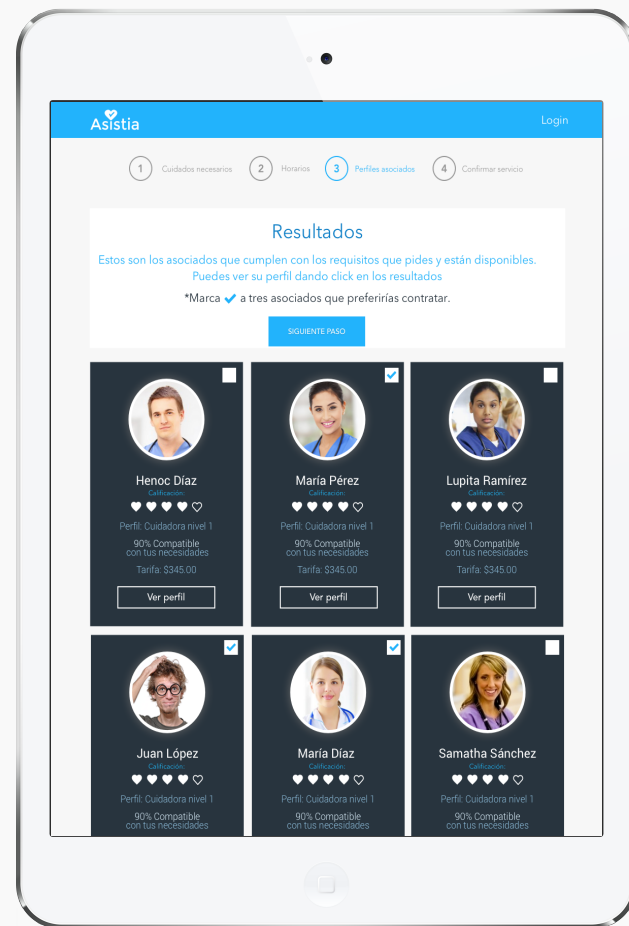 Asistia
Login
1 Cuidados necesarios 2 Horarios 3 Perfiles asociados 4 Confirmar servicio
Resultados
Estos son los asociados que cumplen con los requisitos que pides y están disponibles.
Puedes ver su perfil dando click en los resultados
*Marca ✔ a tres asociados que preferirías contratar.
SIGUIENTE PASO
Henoc Díaz
Calificación:
Perfil: Cuidadora nivel 1
90% Compatible
con tus necesidades
Tarifa: $345.00
Ver perfil
María Pérez
Calificación:
Perfil: Cuidadora nivel 1
90% Compatible
con tus necesidades
Tarifa: $345.00
Ver perfil
Lupita Ramírez
Calificación:
Perfil: Cuidadora nivel 1
90% Compatible
con tus necesidades
Tarifa: $345.00
Ver perfil
Juan López
Calificación:
Perfil: Cuidadora nivel 1
90% Compatible
con tus necesidades
María Díaz
Calificación:
Perfil: Cuidadora nivel 1
90% Compatible
con tus necesidades
Samatha Sánchez
Calificación:
Perfil: Cuidadora nivel 1
90% Compatible
con tus necesidades